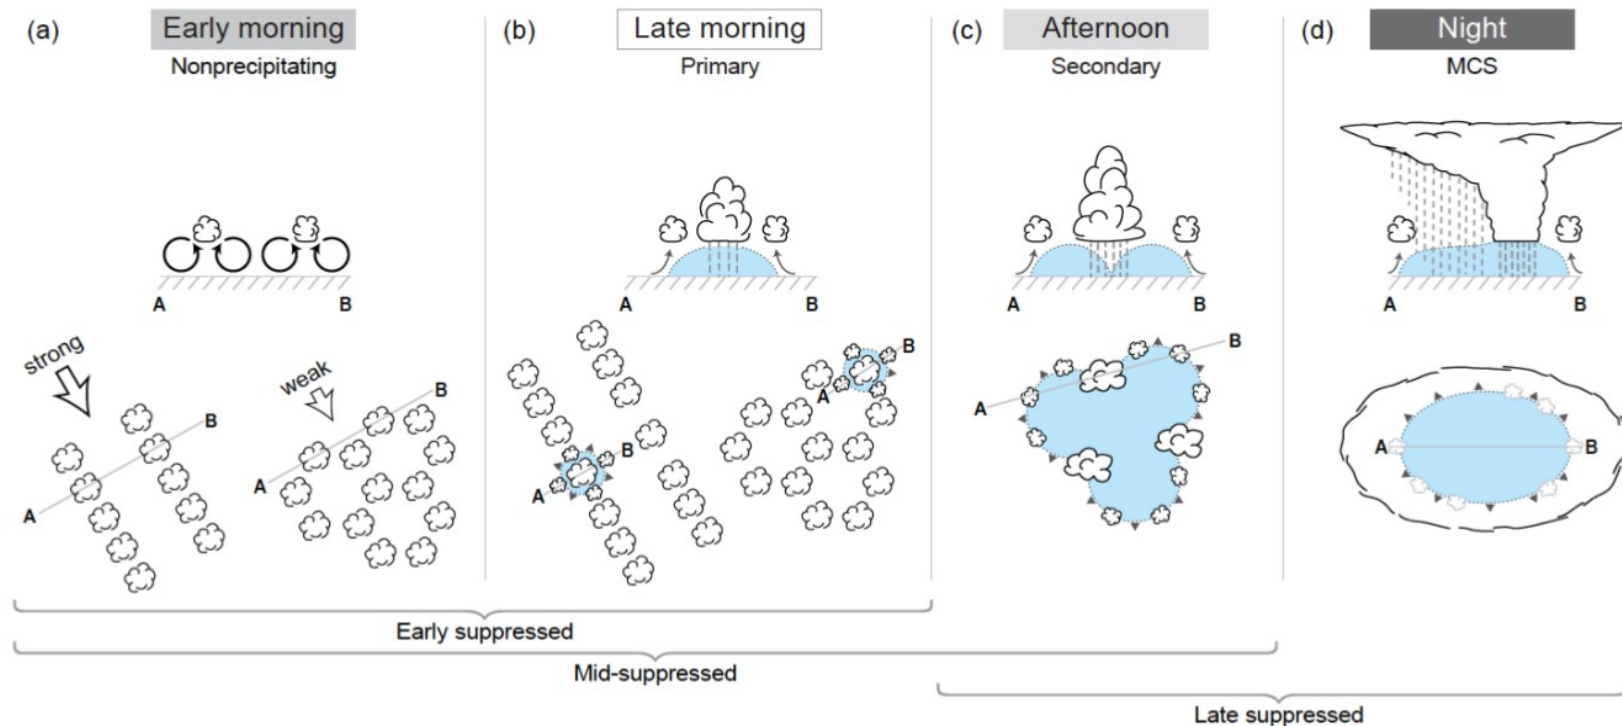 (a) Early morning
Nonprecipitating
(b) Late morning
Primary
(c) Afternoon
Secondary
(d) Night
MCS
A B
A B
A B
A B
strong
A B
weak
A B
A B
A B
A B
A B
Early suppressed
Mid-suppressed
Late suppressed